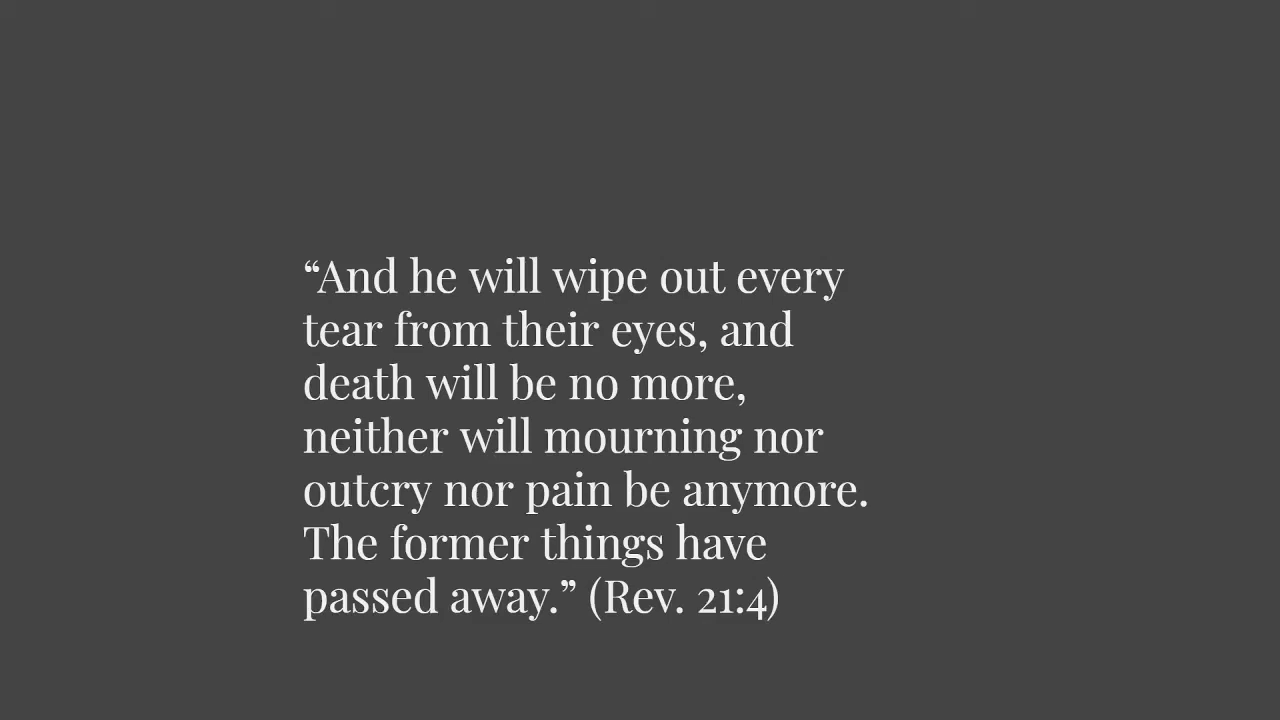 “And he will wipe out every
tear from their eyes, and
death will be no more,
neither will mourning nor
outcry nor pain be anymore.
The former things have
passed away.” (Rev. 21:4)